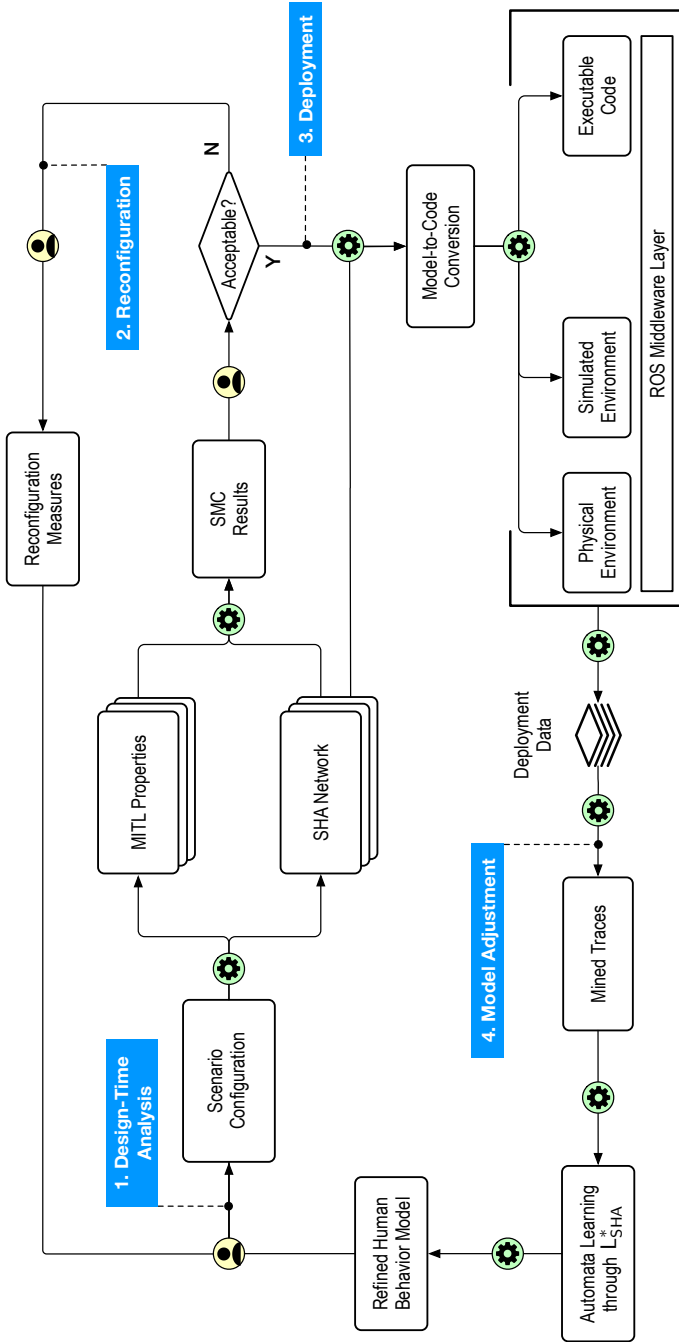 1. Design-Time
Analysis
Scenario
Configuration
MITL Properties
SHA Network
SMC
Results
Acceptable?
N
Y
2. Reconfiguration
Reconfiguration
Measures
3. Deployment
Model-to-Code
Conversion
Executable
Code
Simulated
Environment
Physical
Environment
ROS Middleware Layer
Deployment
Data
4. Model Adjustment
Mined Traces
Automata Learning
through L*SHA
Refined Human
Behavior Model